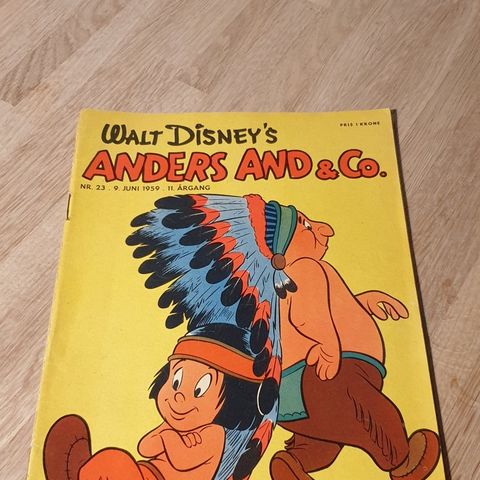 PRIS 1 KRONE
WALT DISNEY'S
ANDERS AND & Co.
NR. 23 . 9. JUNI 1959 . 11. ÅRGANG